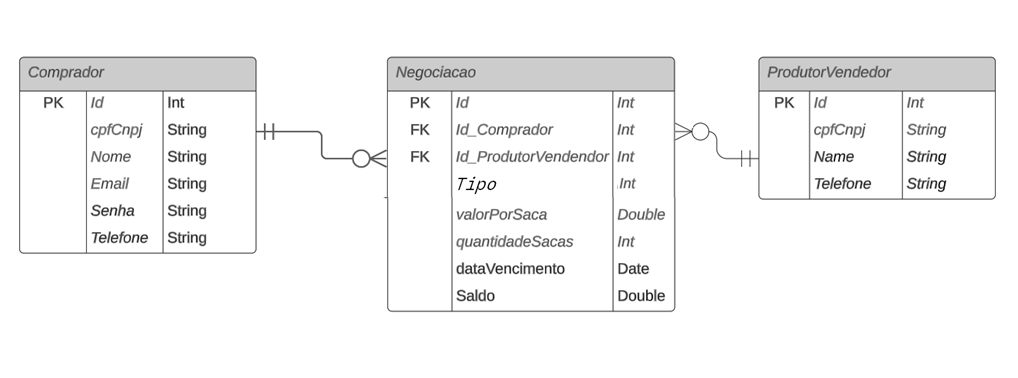 Comprador
PK Id Int
cpfCnpj String
Nome String
Email String
Senha String
Telefone String
Negociacao
PK Id Int
FK Id_Comprador Int
FK Id_ProdutorVendendor Int
Tipo Int
valorPorSaca Double
quantidadeSacas Int
dataVencimento Date
Saldo Double
ProdutorVendedor
PK Id Int
cpfCnpj String
Name String
Telefone String